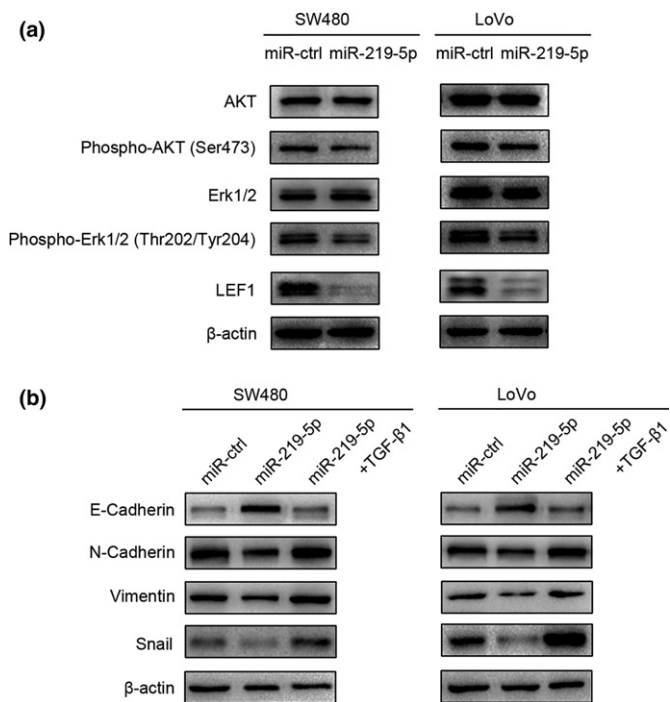 (a)
SW480 LoVo
miR-ctrl miR-219-5p miR-ctrl miR-219-5p
AKT
Phospho-AKT (Ser473)
Erk1/2
Phospho-Erk1/2 (Thr202/Tyr204)
LEF1
β-actin
(b)
SW480 LoVo
miR-ctrl miR-219-5p miR-219-5p +TGF-β1 miR-ctrl miR-219-5p miR-219-5p +TGF-β1
E-Cadherin
N-Cadherin
Vimentin
Snail
β-actin